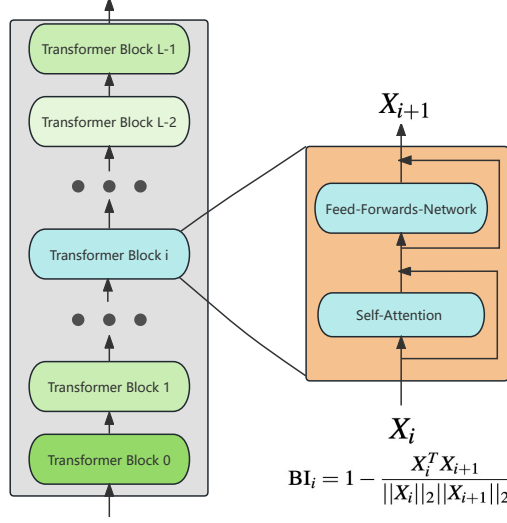 Transformer Block L-1
Transformer Block L-2
Transformer Block i
Transformer Block 1
Transformer Block 0
X_{i+1}
Feed-Forwards-Network
Self-Attention
X_i
BI_i = 1 - \frac{X_i^T X_{i+1}}{||X_i||_2||X_{i+1}||_2}